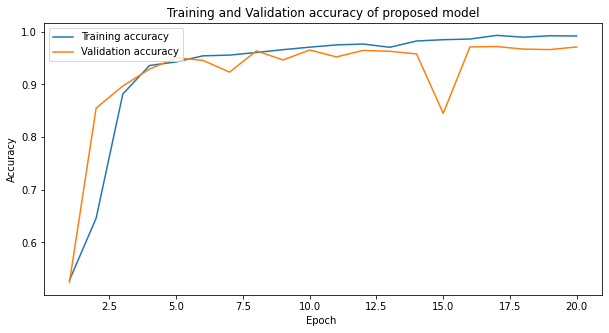 Training and Validation accuracy of proposed model
Training accuracy
Validation accuracy
1.0
0.9
0.8
0.7
0.6
Accuracy
2.5 5.0 7.5 10.0 12.5 15.0 17.5 20.0
Epoch